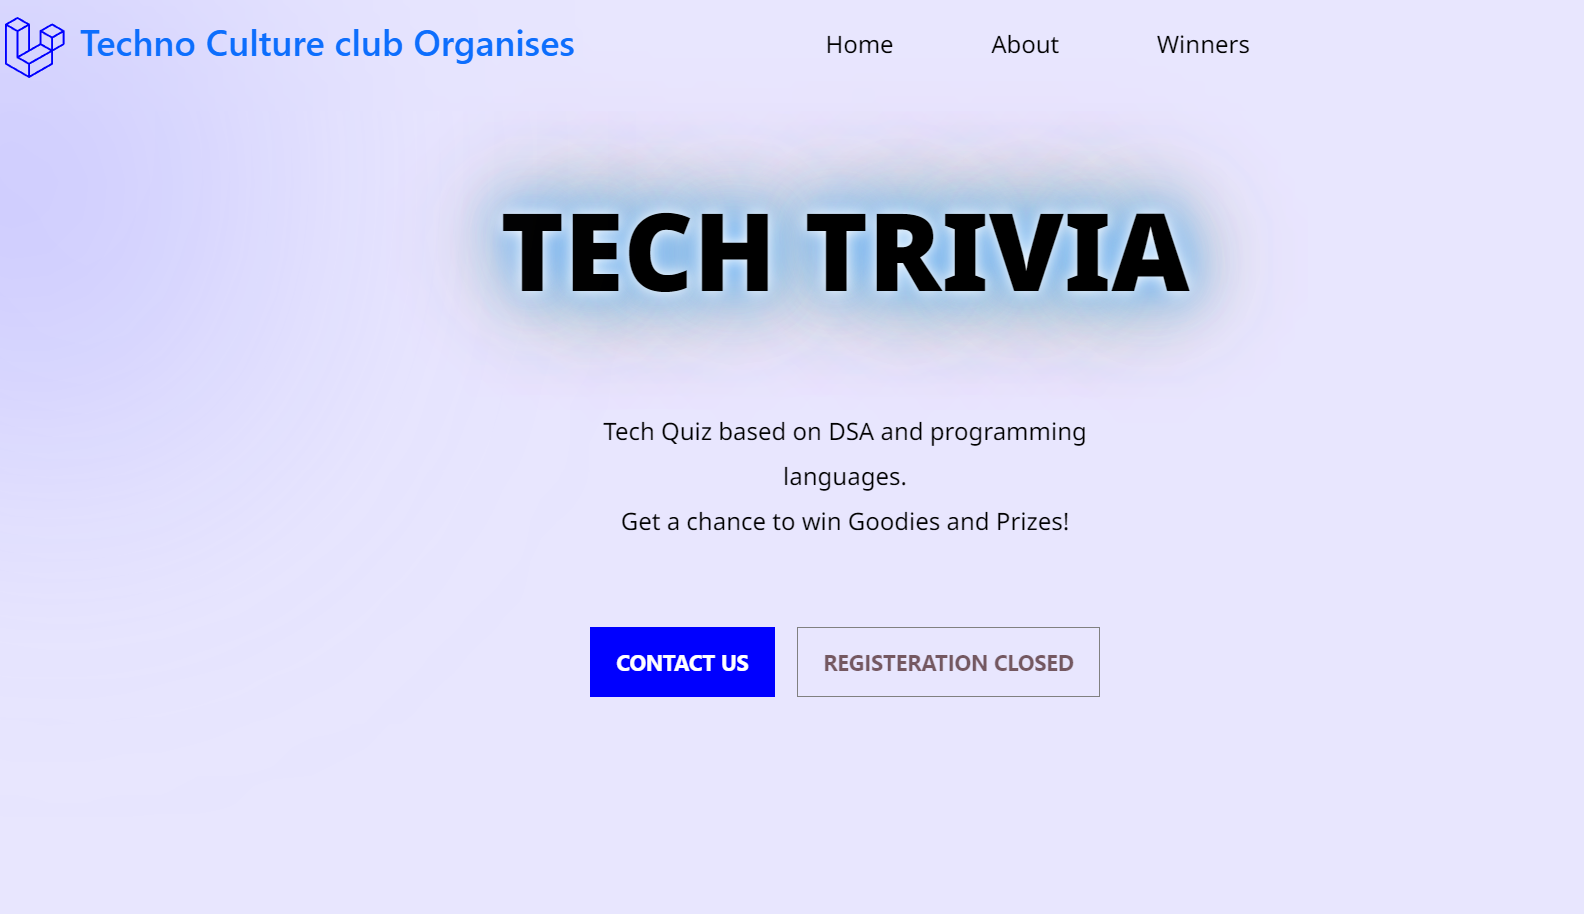 Techno Culture club Organises
Home
About
Winners
TECH TRIVIA
Tech Quiz based on DSA and programming
languages.
Get a chance to win Goodies and Prizes!
CONTACT US
REGISTERATION CLOSED